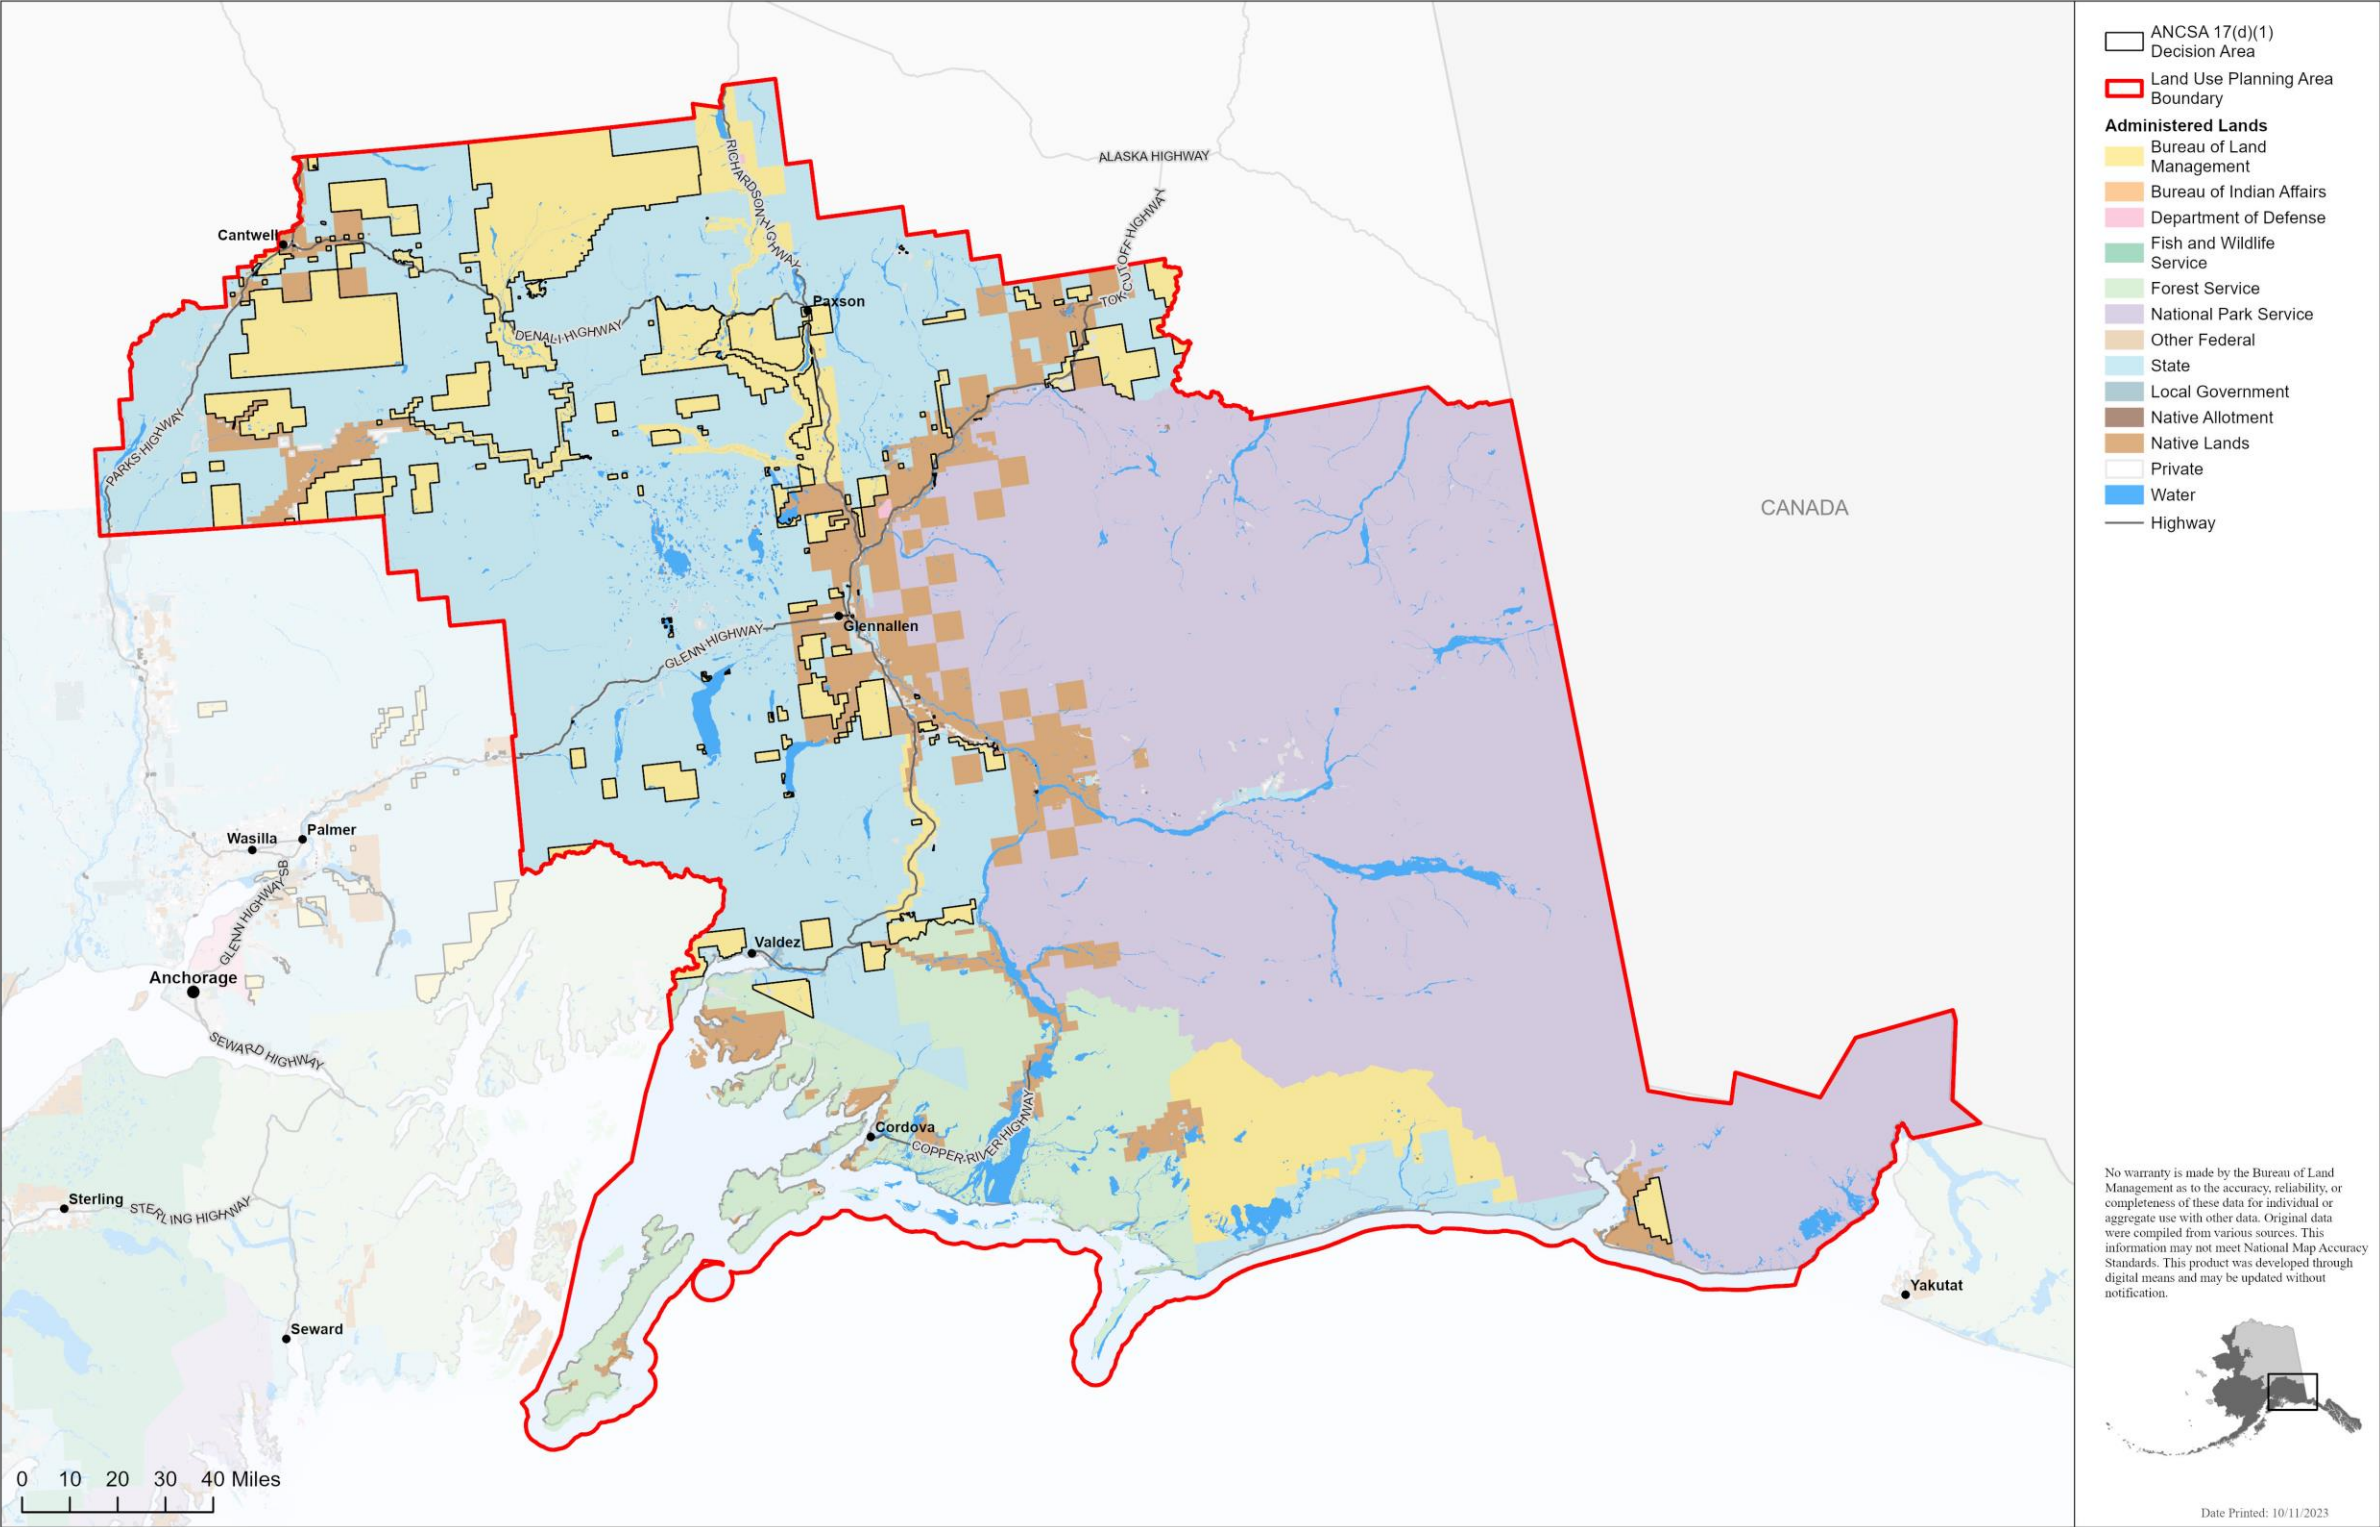 ALASKA HIGHWAY
RICHARDSON HIGHWAY
TOK CUTOFF HIGHWAY
Cantwell
Paxson
DENALI HIGHWAY
PARKS HIGHWAY
CANADA
Glennallen
GLENN HIGHWAY
Wasilla
Palmer
GLENN HIGHWAY SB
Valdez
Anchorage
SEWARD HIGHWAY
Cordova
COPPER RIVER HIGHWAY
Sterling
STERLING HIGHWAY
Seward
Yakutat
0 10 20 30 40 Miles
ANCSA 17(d)(1)
Decision Area
Land Use Planning Area
Boundary
Administered Lands
Bureau of Land
Management
Bureau of Indian Affairs
Department of Defense
Fish and Wildlife
Service
Forest Service
National Park Service
Other Federal
State
Local Government
Native Allotment
Native Lands
Private
Water
Highway
No warranty is made by the Bureau of Land
Management as to the accuracy, reliability, or
completeness of these data for individual or
aggregate use with other data. Original data
were compiled from various sources. This
information may not meet National Map Accuracy
Standards. This product was developed through
digital means and may be updated without
notification.
Date Printed: 10/11/2023